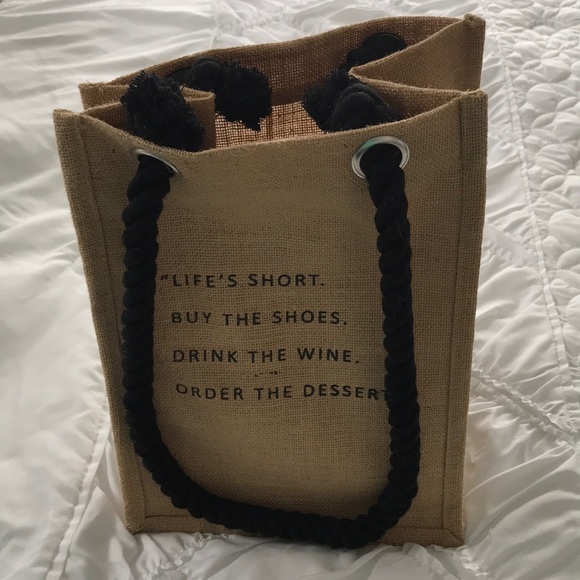 "LIFE'S SHORT.
BUY THE SHOES.
DRINK THE WINE.
ORDER THE DESSERT